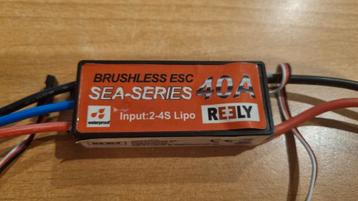 BRUSHLESS ESC
SEA-SERIES 40A
Input:2-4S Lipo REELY